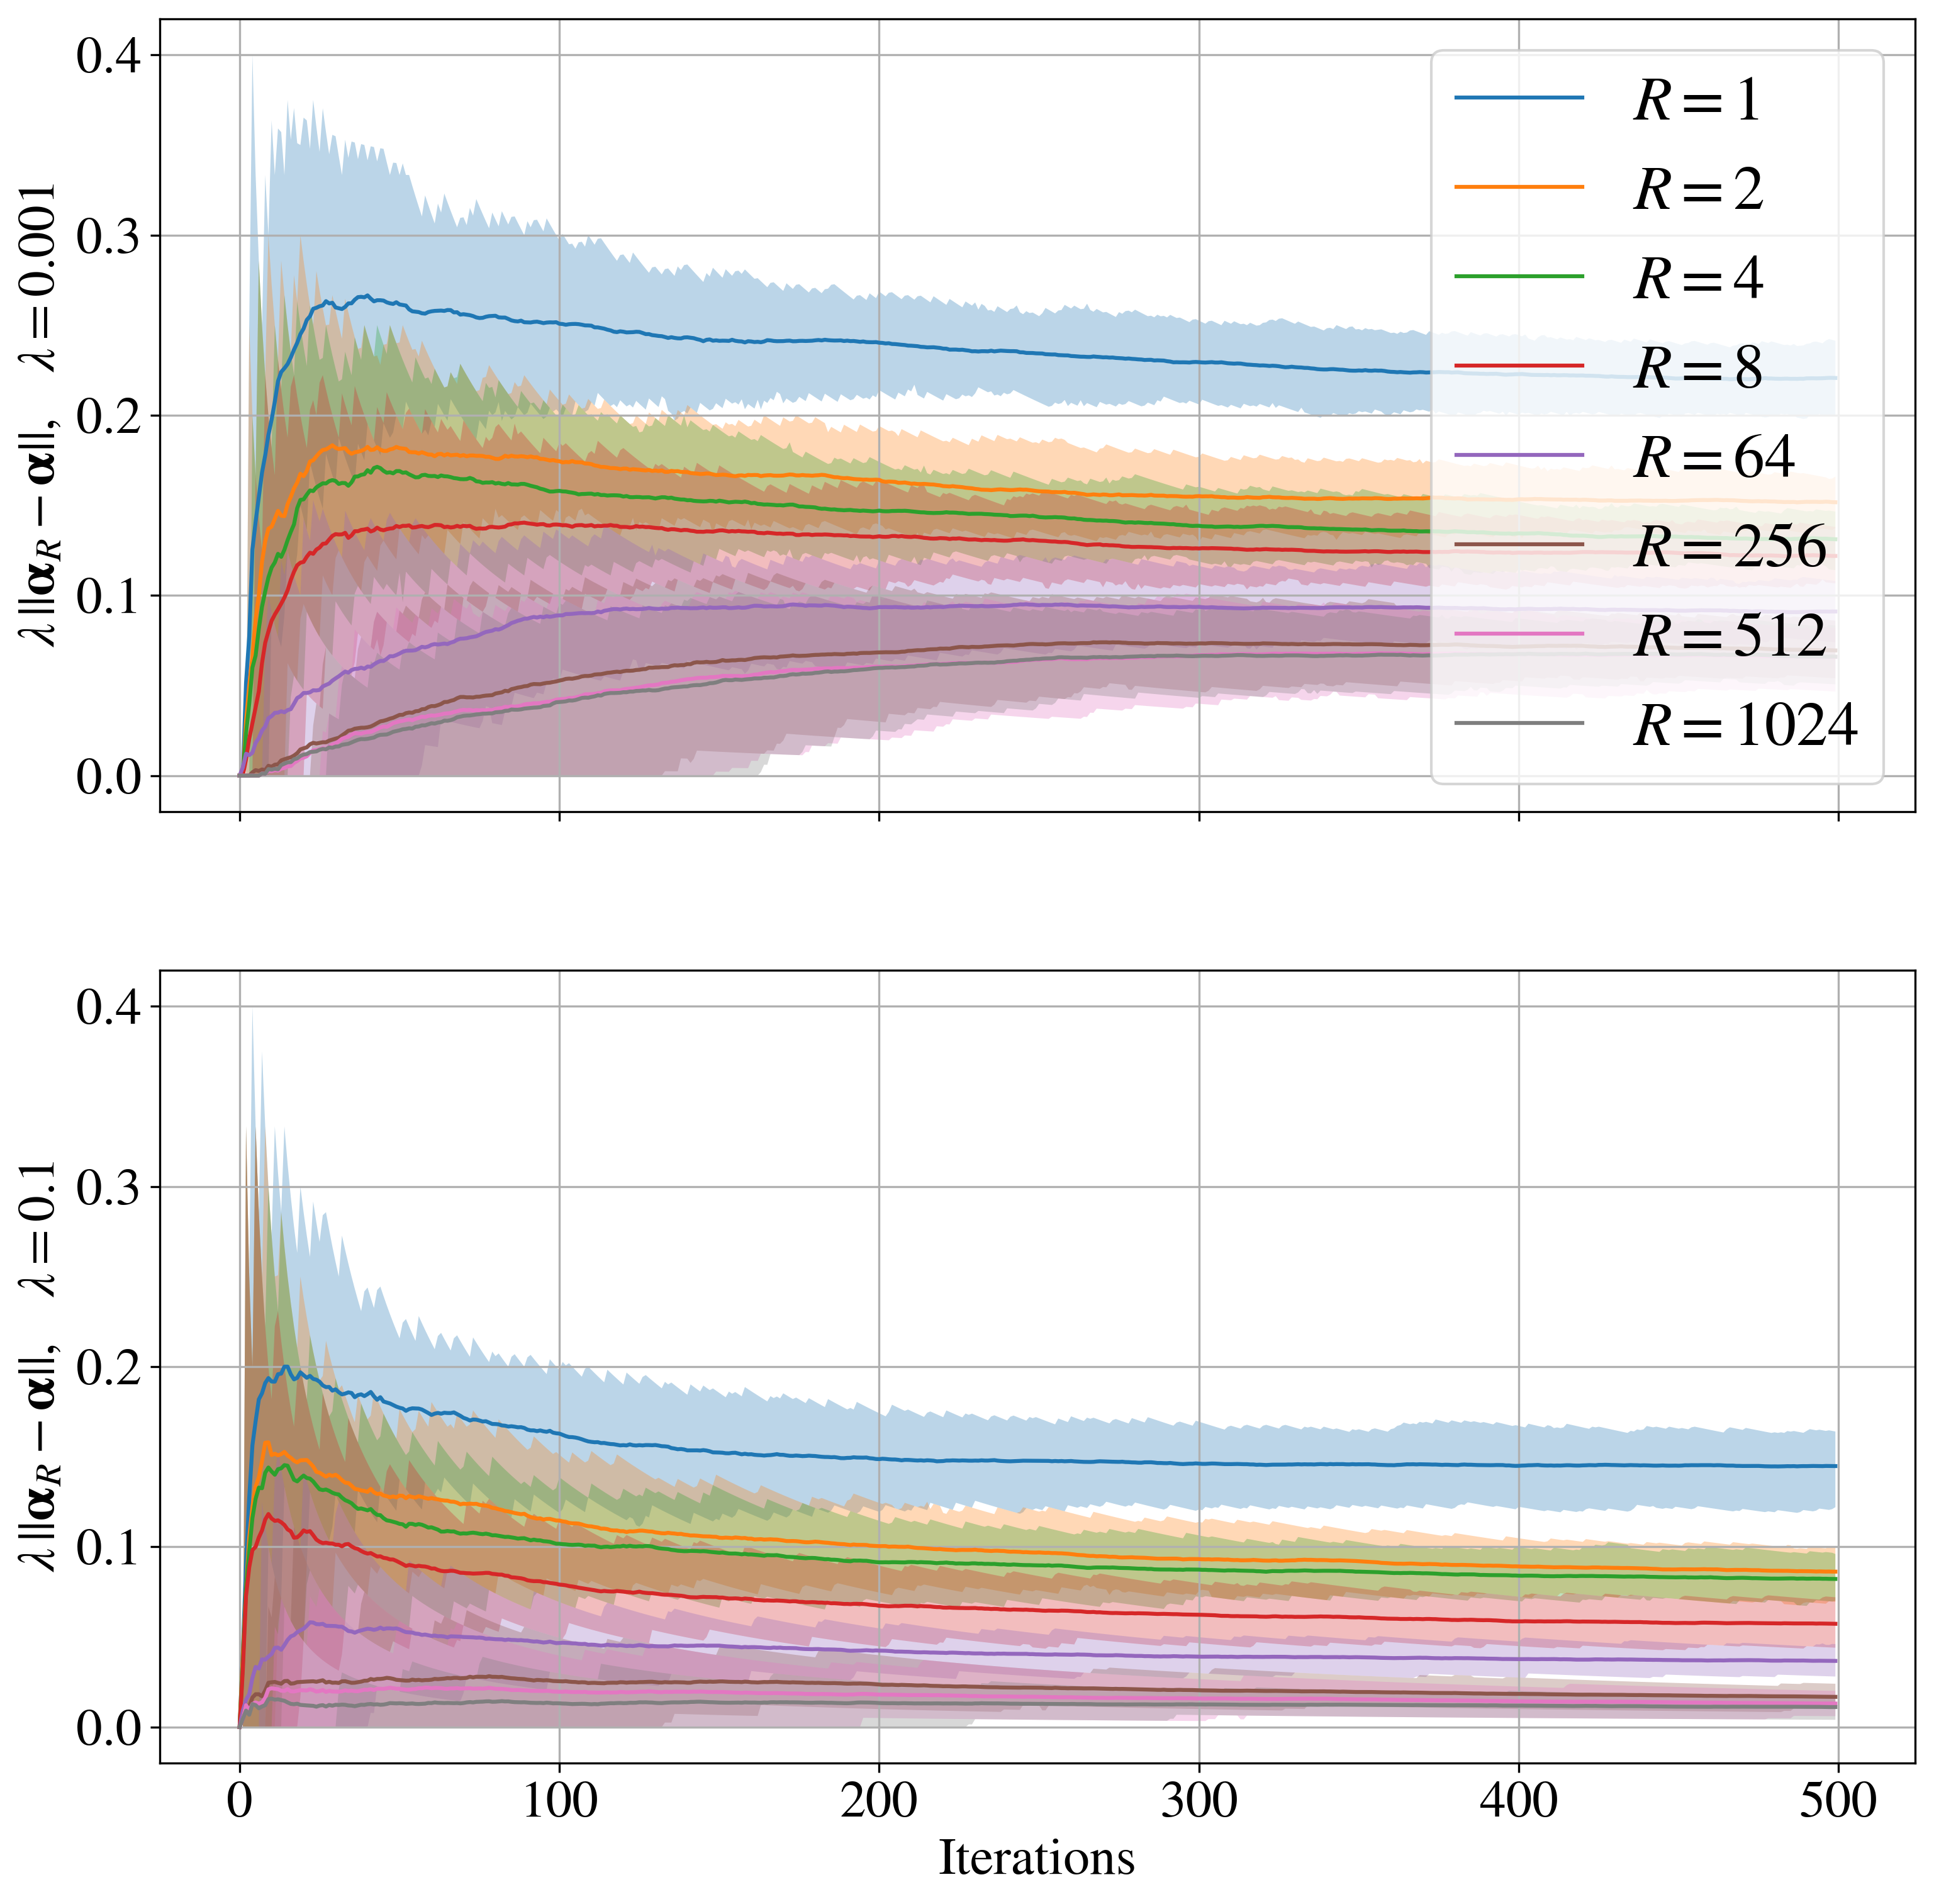 0.4
0.3
0.2
0.1
0.0
λ||α_R − α||,   λ = 0.001
R = 1
R = 2
R = 4
R = 8
R = 64
R = 256
R = 512
R = 1024
0.4
0.3
0.2
0.1
0.0
λ||α_R − α||,   λ = 0.1
0 100 200 300 400 500
Iterations